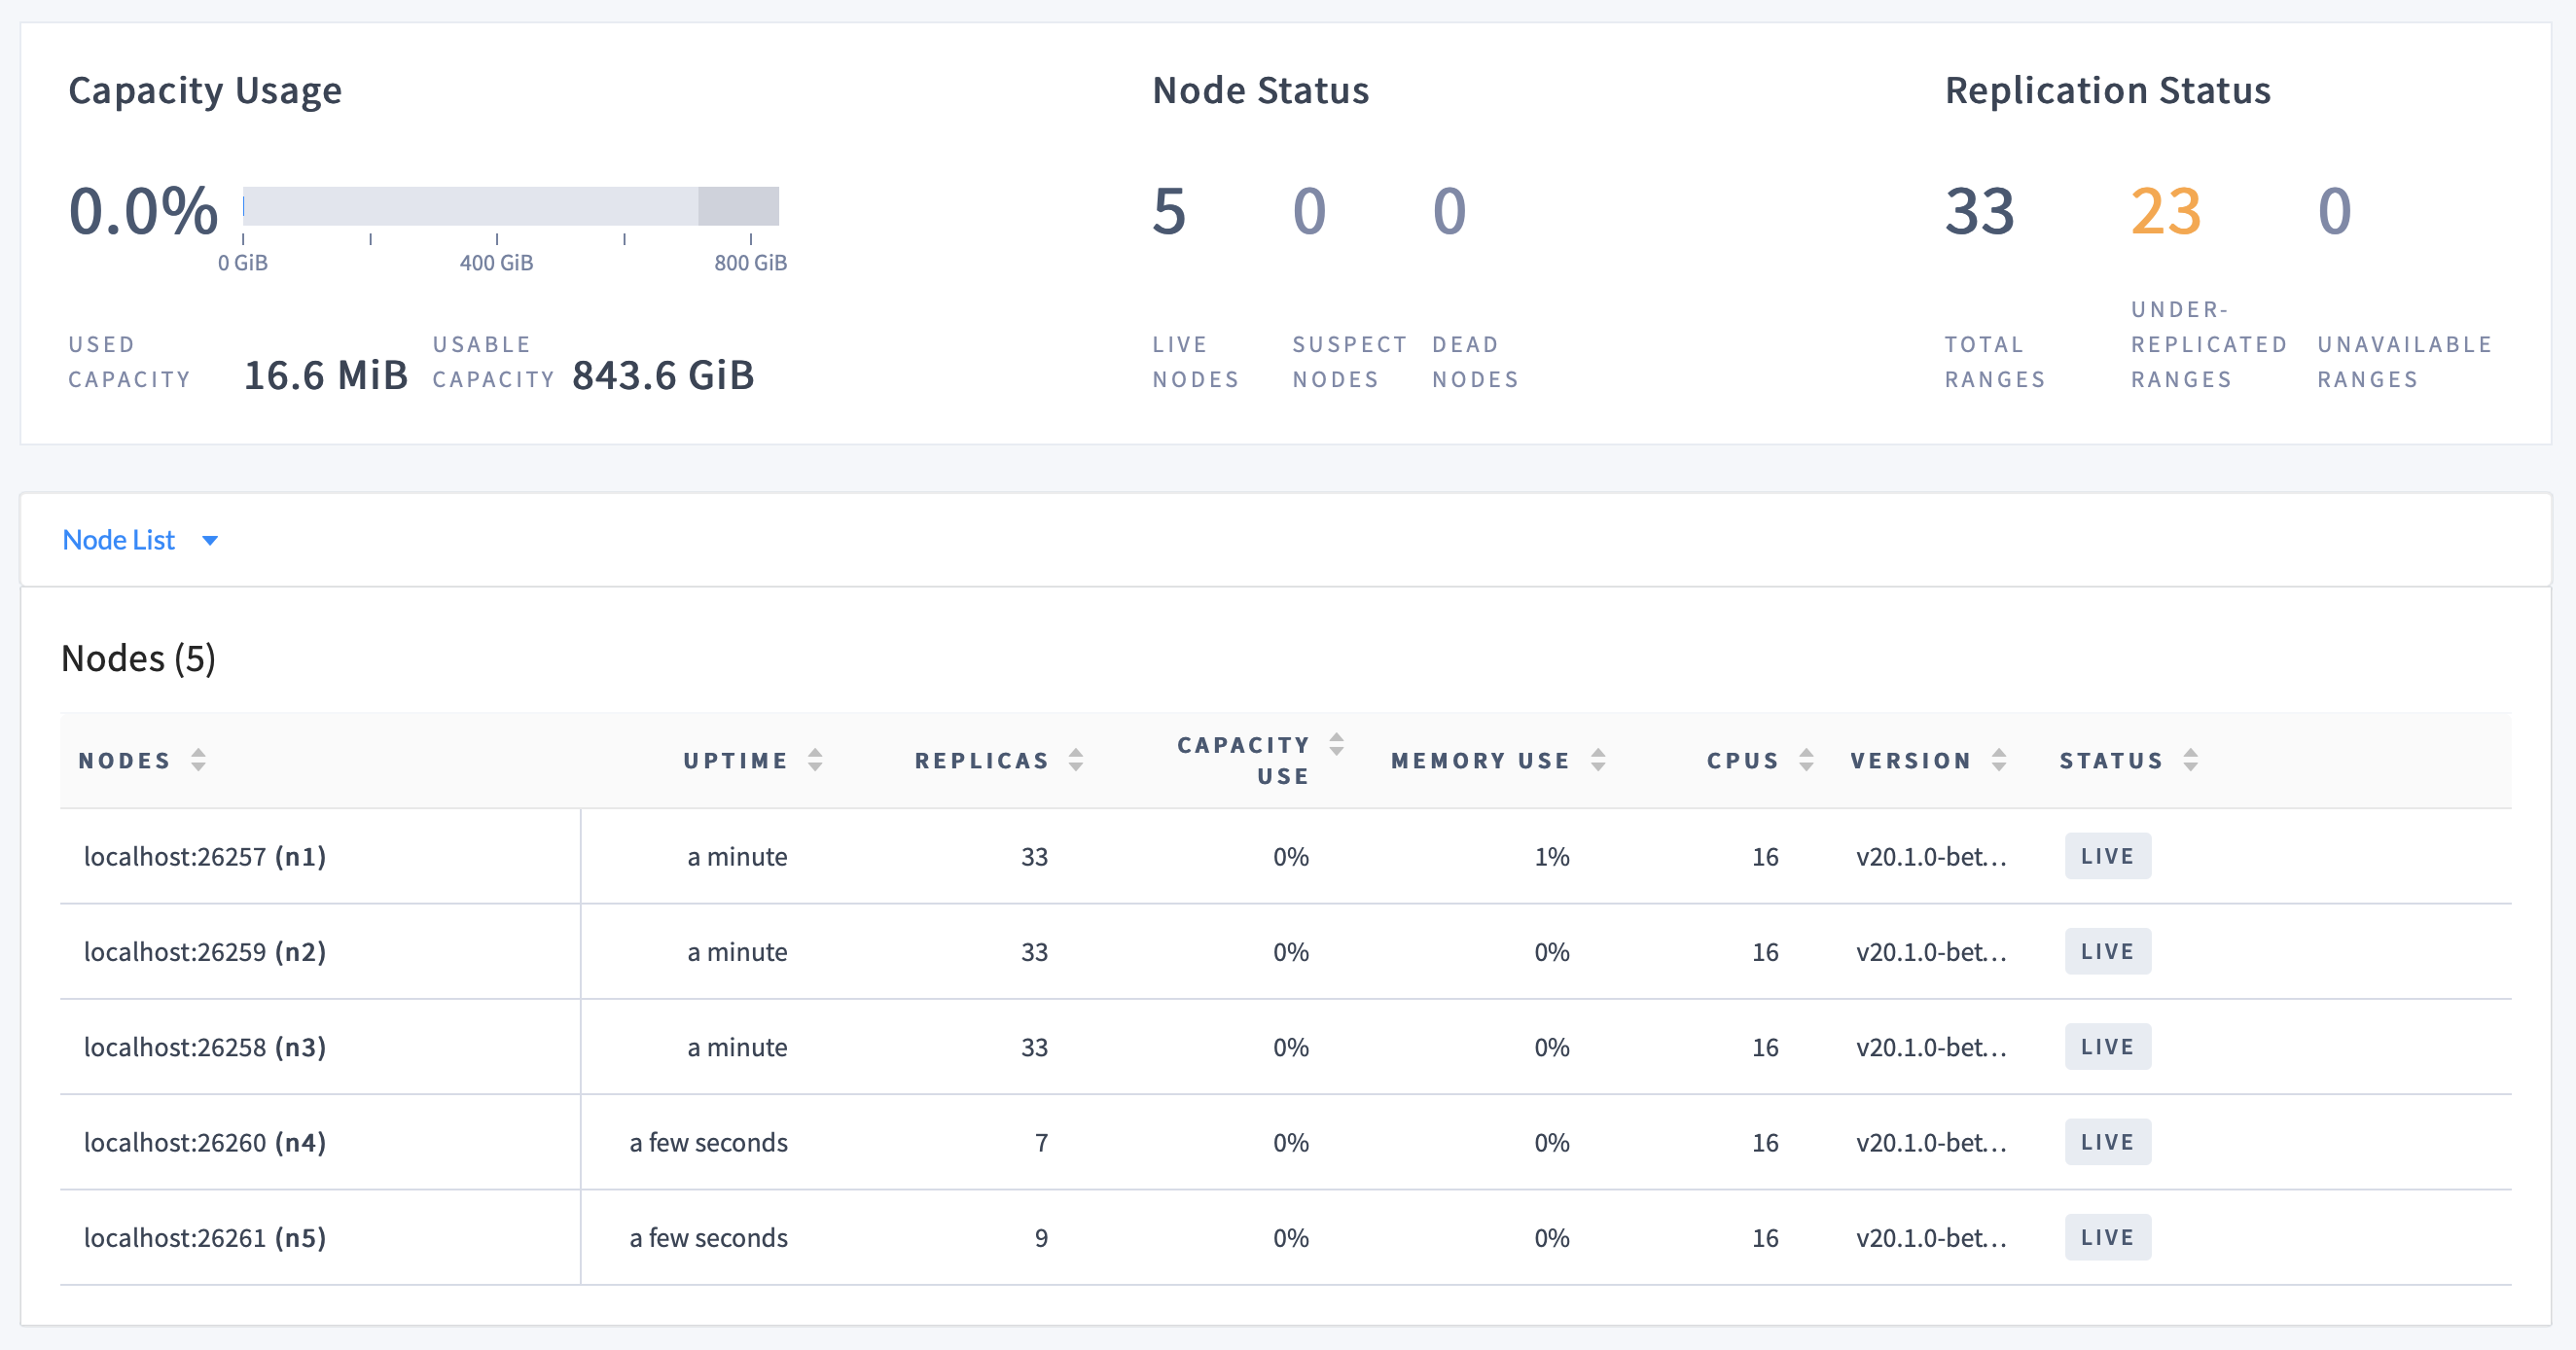 Capacity Usage
0.0%
0 GiB 400 GiB 800 GiB
USED
CAPACITY
16.6 MiB
USABLE
CAPACITY
843.6 GiB
Node Status
5
LIVE
NODES
0
SUSPECT
NODES
0
DEAD
NODES
Replication Status
33
TOTAL
RANGES
23
UNDER-
REPLICATED
RANGES
0
UNAVAILABLE
RANGES
Node List
Nodes (5)
NODES UPTIME REPLICAS CAPACITY USE MEMORY USE CPUS VERSION STATUS
localhost:26257 (n1) a minute 33 0% 1% 16 v20.1.0-bet... LIVE
localhost:26259 (n2) a minute 33 0% 0% 16 v20.1.0-bet... LIVE
localhost:26258 (n3) a minute 33 0% 0% 16 v20.1.0-bet... LIVE
localhost:26260 (n4) a few seconds 7 0% 0% 16 v20.1.0-bet... LIVE
localhost:26261 (n5) a few seconds 9 0% 0% 16 v20.1.0-bet... LIVE